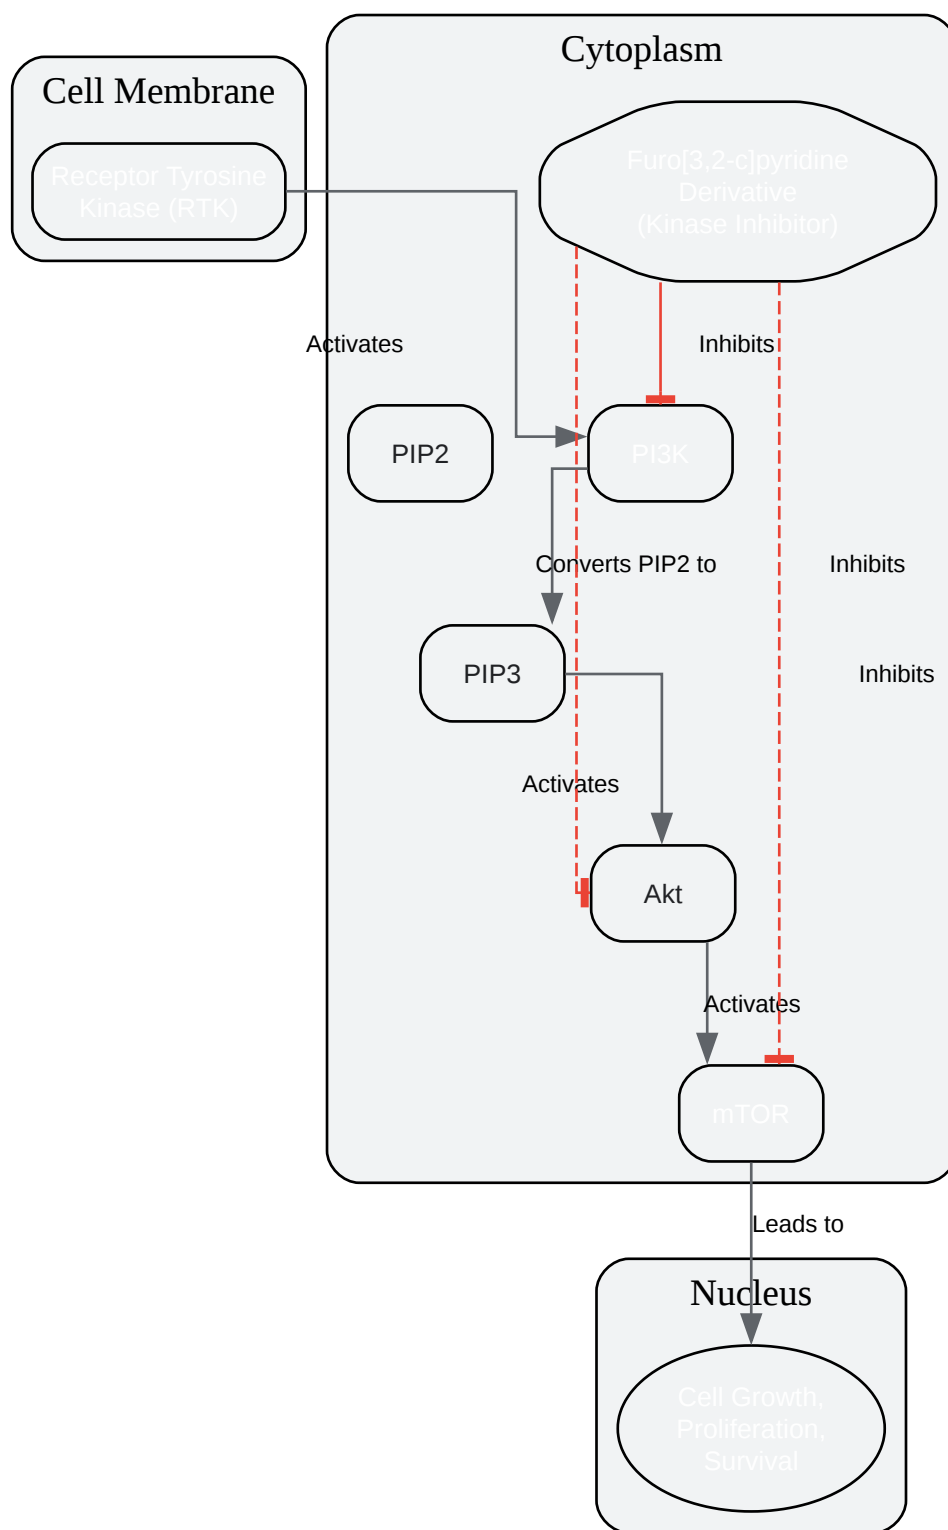 Cytoplasm
Cell Membrane
Receptor Tyrosine
Kinase (RTK)
Furo[3,2-c]pyridine
Derivative
(Kinase Inhibitor)
Activates
Inhibits
PIP2
PI3K
Converts PIP2 to
Inhibits
PIP3
Inhibits
Activates
Akt
Activates
mTOR
Leads to
Nucleus
Cell Growth,
Proliferation,
Survival